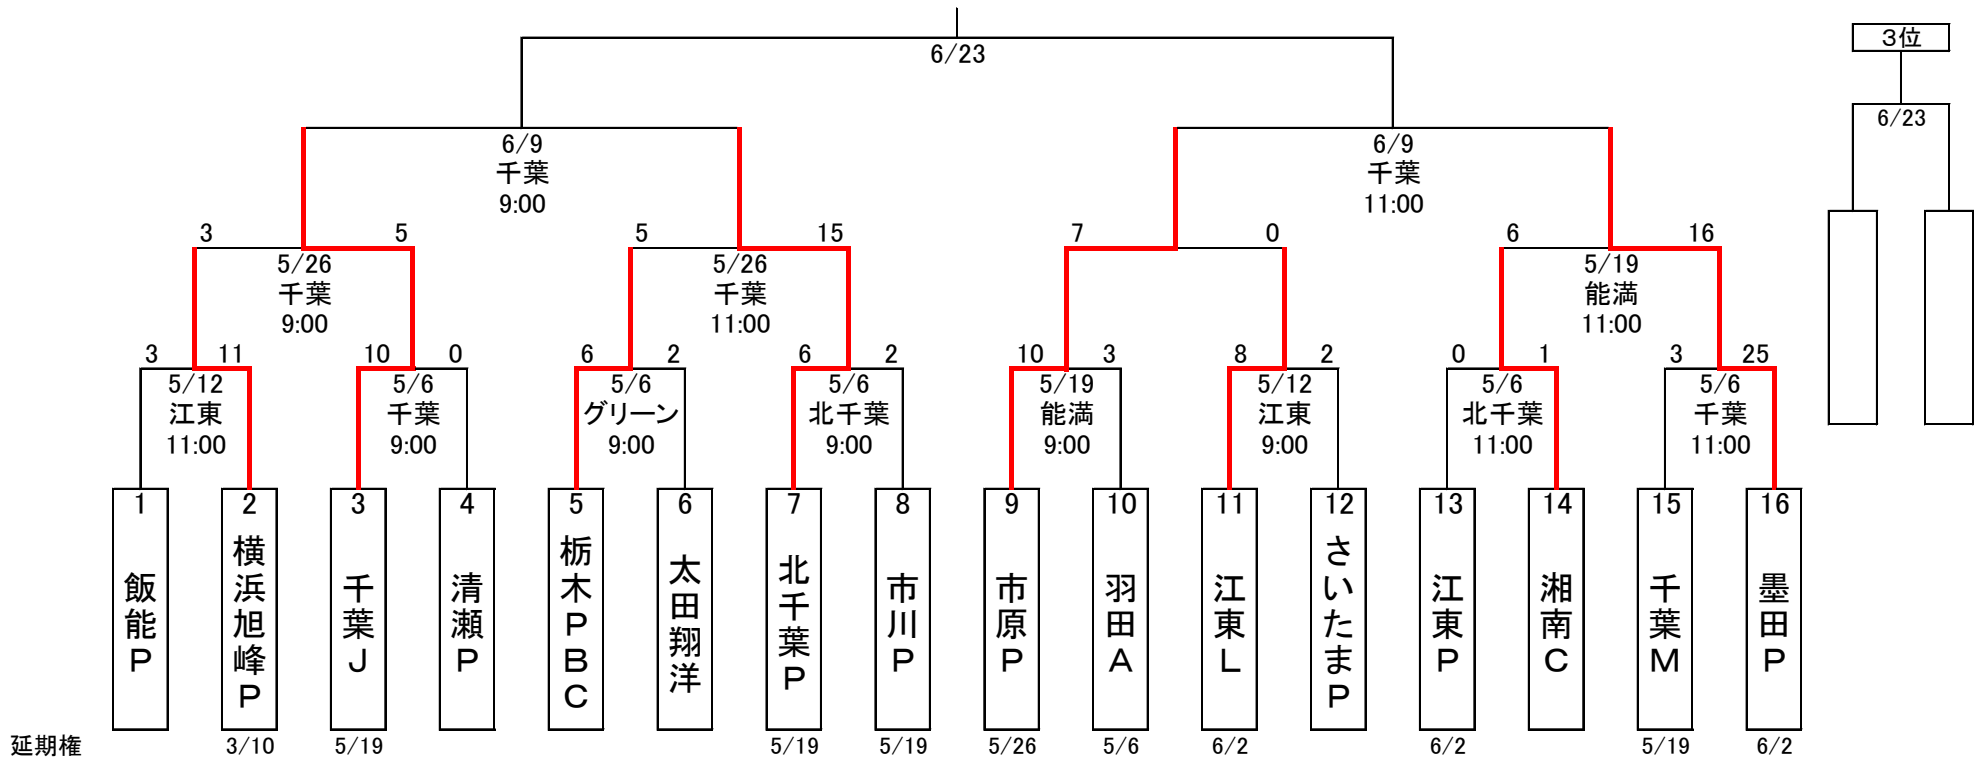 6/23
3位
6/23
6/9
千葉
9:00
6/9
千葉
11:00
3 5 5 15 7 0 6 16
5/26
千葉
9:00
5/26
千葉
11:00
5/19
能満
11:00
3 11 10 0 6 2 6 2 10 3 8 2 0 1 3 25
5/12
江東
11:00
5/6
千葉
9:00
5/6
グリーン
9:00
5/6
北千葉
9:00
5/19
能満
9:00
5/12
江東
9:00
5/6
北千葉
11:00
5/6
千葉
11:00
1
飯能P
2
横浜旭峰P
3
千葉J
4
清瀬P
5
栃木PBC
6
太田翔洋
7
北千葉P
8
市川P
9
市原P
10
羽田A
11
江東L
12
さいたまP
13
江東P
14
湘南C
15
千葉M
16
墨田P
延期権 3/10 5/19 5/19 5/19 5/26 5/6 6/2 6/2 5/19 6/2